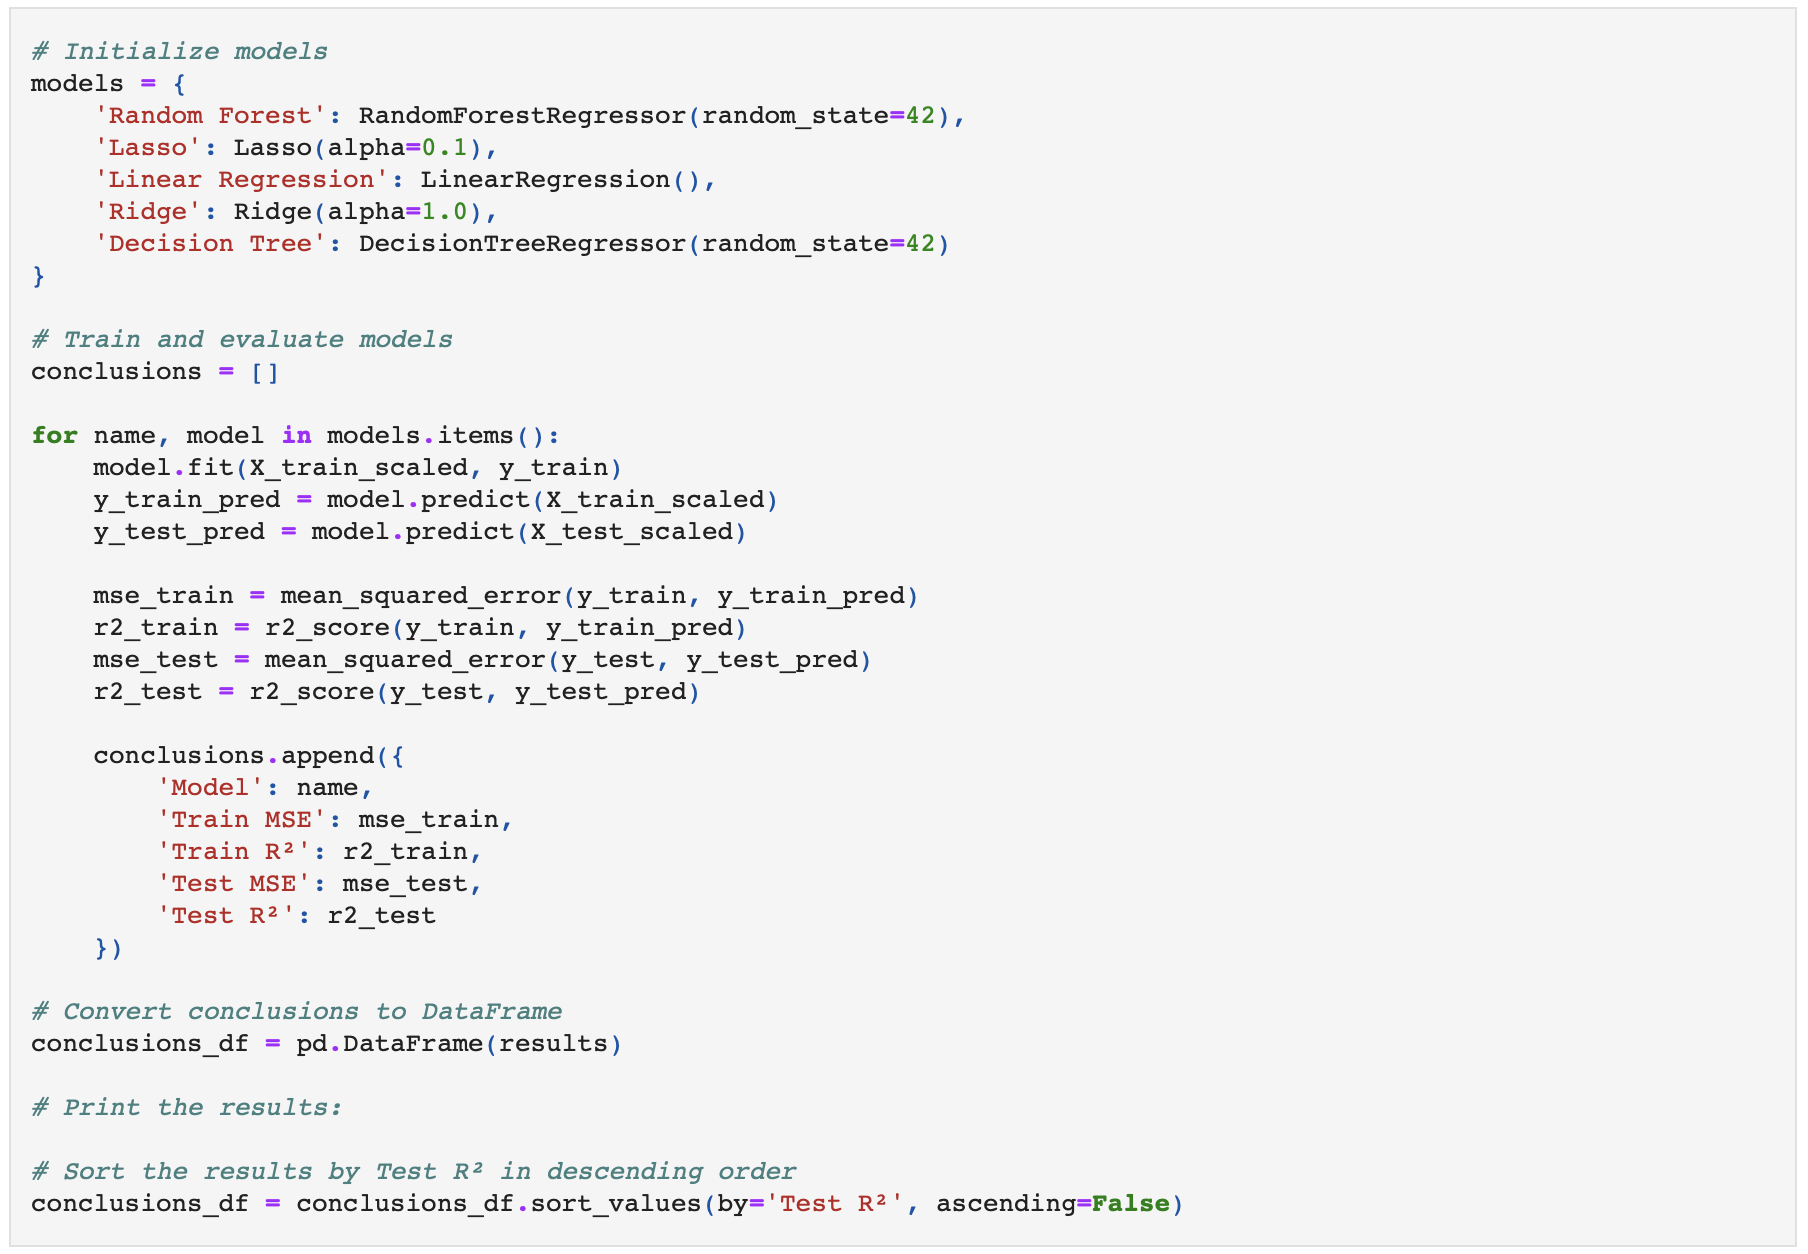 # Initialize models
models = {
    'Random Forest': RandomForestRegressor(random_state=42),
    'Lasso': Lasso(alpha=0.1),
    'Linear Regression': LinearRegression(),
    'Ridge': Ridge(alpha=1.0),
    'Decision Tree': DecisionTreeRegressor(random_state=42)
}
# Train and evaluate models
conclusions = []
for name, model in models.items():
    model.fit(X_train_scaled, y_train)
    y_train_pred = model.predict(X_train_scaled)
    y_test_pred = model.predict(X_test_scaled)
    mse_train = mean_squared_error(y_train, y_train_pred)
    r2_train = r2_score(y_train, y_train_pred)
    mse_test = mean_squared_error(y_test, y_test_pred)
    r2_test = r2_score(y_test, y_test_pred)
    conclusions.append({
        'Model': name,
        'Train MSE': mse_train,
        'Train R²': r2_train,
        'Test MSE': mse_test,
        'Test R²': r2_test
    })
# Convert conclusions to DataFrame
conclusions_df = pd.DataFrame(results)
# Print the results:
# Sort the results by Test R² in descending order
conclusions_df = conclusions_df.sort_values(by='Test R²', ascending=False)